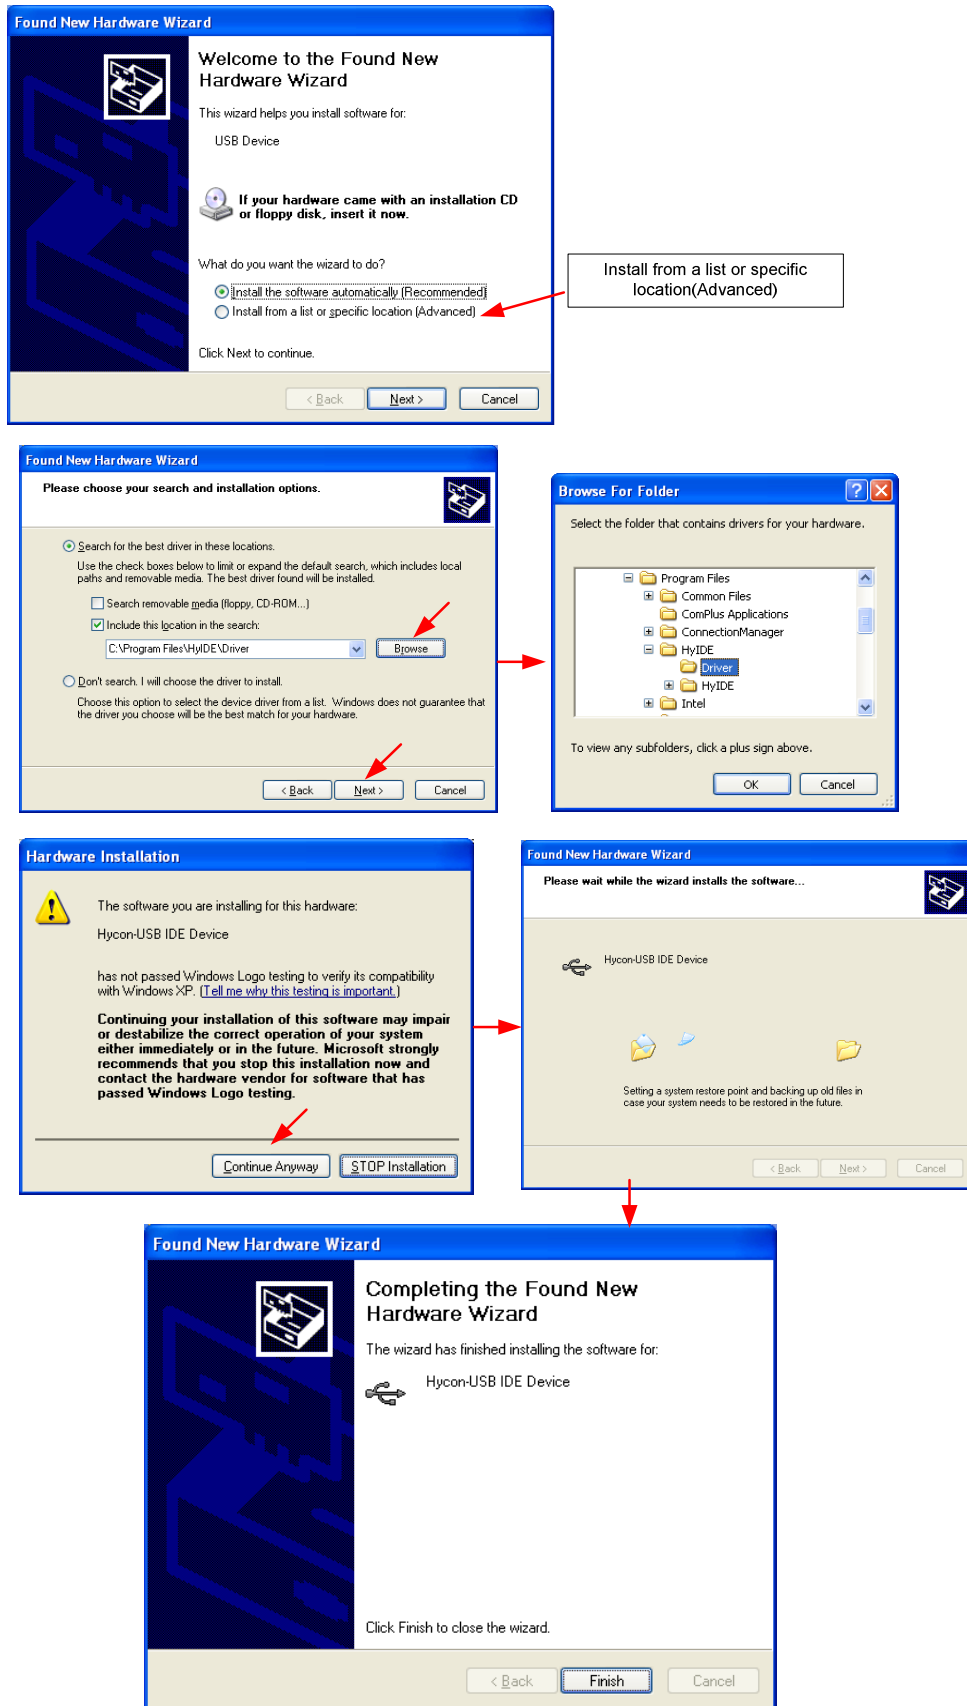 Found New Hardware Wizard
Welcome to the Found New
Hardware Wizard
This wizard helps you install software for:
USB Device
If your hardware came with an installation CD
or floppy disk, insert it now.
What do you want the wizard to do?
Install the software automatically (Recommended)
Install from a list or specific location (Advanced)
Click Next to continue.
< Back
Next >
Cancel
Install from a list or specific
location(Advanced)
Found New Hardware Wizard
Please choose your search and installation options.
Search for the best driver in these locations.
Use the check boxes below to limit or expand the default search, which includes local
paths and removable media. The best driver found will be installed.
Search removable media (floppy, CD-ROM...)
Include this location in the search:
C:\Program Files\HyIDE\Driver
Browse
Don't search. I will choose the driver to install.
Choose this option to select the device driver from a list. Windows does not guarantee that
the driver you choose will be the best match for your hardware.
< Back
Next >
Cancel
Browse For Folder
Select the folder that contains drivers for your hardware.
Program Files
Common Files
ComPlus Applications
ConnectionManager
HyIDE
Driver
HyIDE
Intel
To view any subfolders, click a plus sign above.
OK
Cancel
Hardware Installation
The software you are installing for this hardware:
Hycon-USB IDE Device
has not passed Windows Logo testing to verify its compatibility
with Windows XP. (Tell me why this testing is important.)
Continuing your installation of this software may impair
or destabilize the correct operation of your system
either immediately or in the future. Microsoft strongly
recommends that you stop this installation now and
contact the hardware vendor for software that has
passed Windows Logo testing.
Continue Anyway
STOP Installation
Found New Hardware Wizard
Please wait while the wizard installs the software...
Hycon-USB IDE Device
Setting a system restore point and backing up old files in
case your system needs to be restored in the future.
< Back
Next >
Cancel
Found New Hardware Wizard
Completing the Found New
Hardware Wizard
The wizard has finished installing the software for:
Hycon-USB IDE Device
Click Finish to close the wizard.
< Back
Finish
Cancel